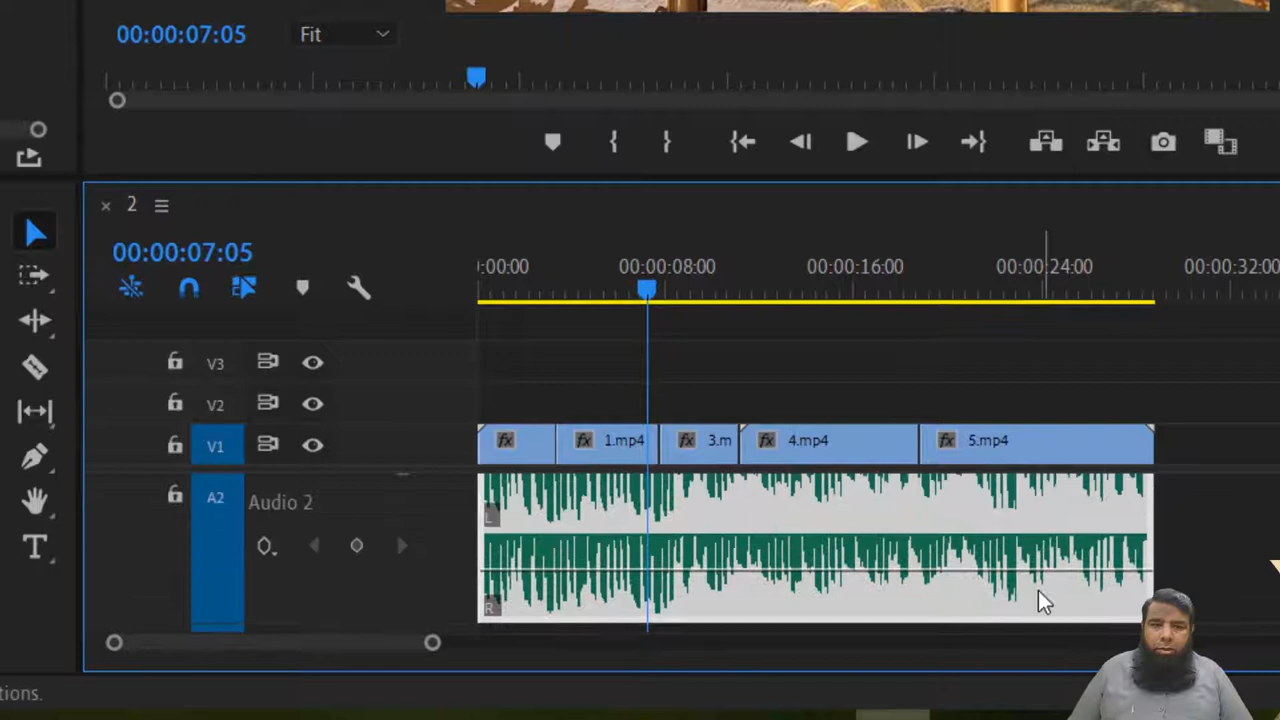 00:00:07:05 Fit
2
00:00:07:05
:00:00 00:00:08:00 00:00:16:00 00:00:24:00 00:00:32:00
V3
V2
V1 fx fx 1.mp4 fx 3.m fx 4.mp4 fx 5.mp4
A2 Audio 2
L
R
tions.